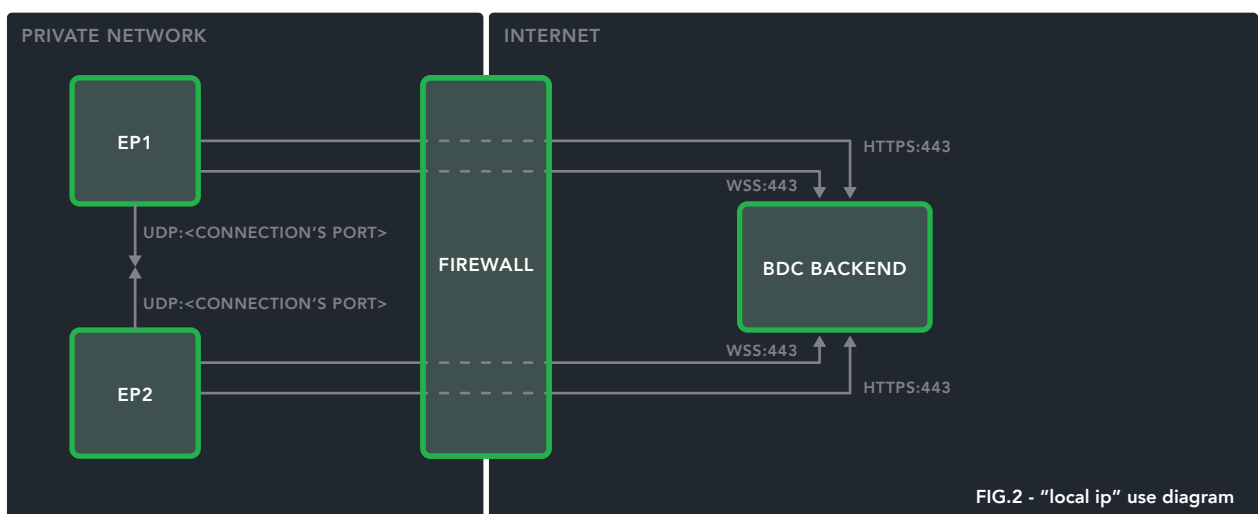 PRIVATE NETWORK
INTERNET
EP1
HTTPS:443
WSS:443
UDP:<CONNECTION’S PORT>
FIREWALL
BDC BACKEND
UDP:<CONNECTION’S PORT>
WSS:443
EP2
HTTPS:443
FIG.2 - “local ip” use diagram